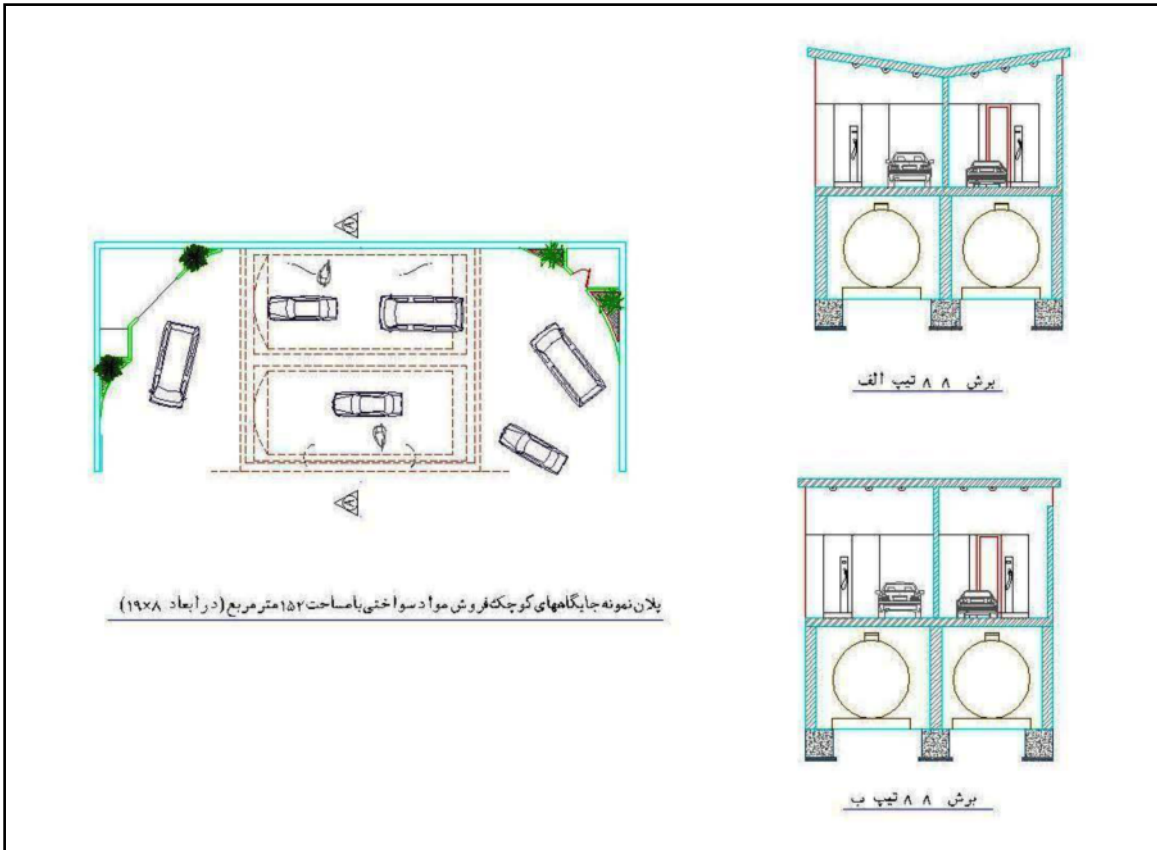 برش ۸ ۸ تیپ الف
پلان نمونه جایگاههای کوچک فروش مواد سواختی با مساحت ۱۵۲ متر مربع (در ابعاد ۸×۱۹)
برش ۸ ۸ تیپ ب